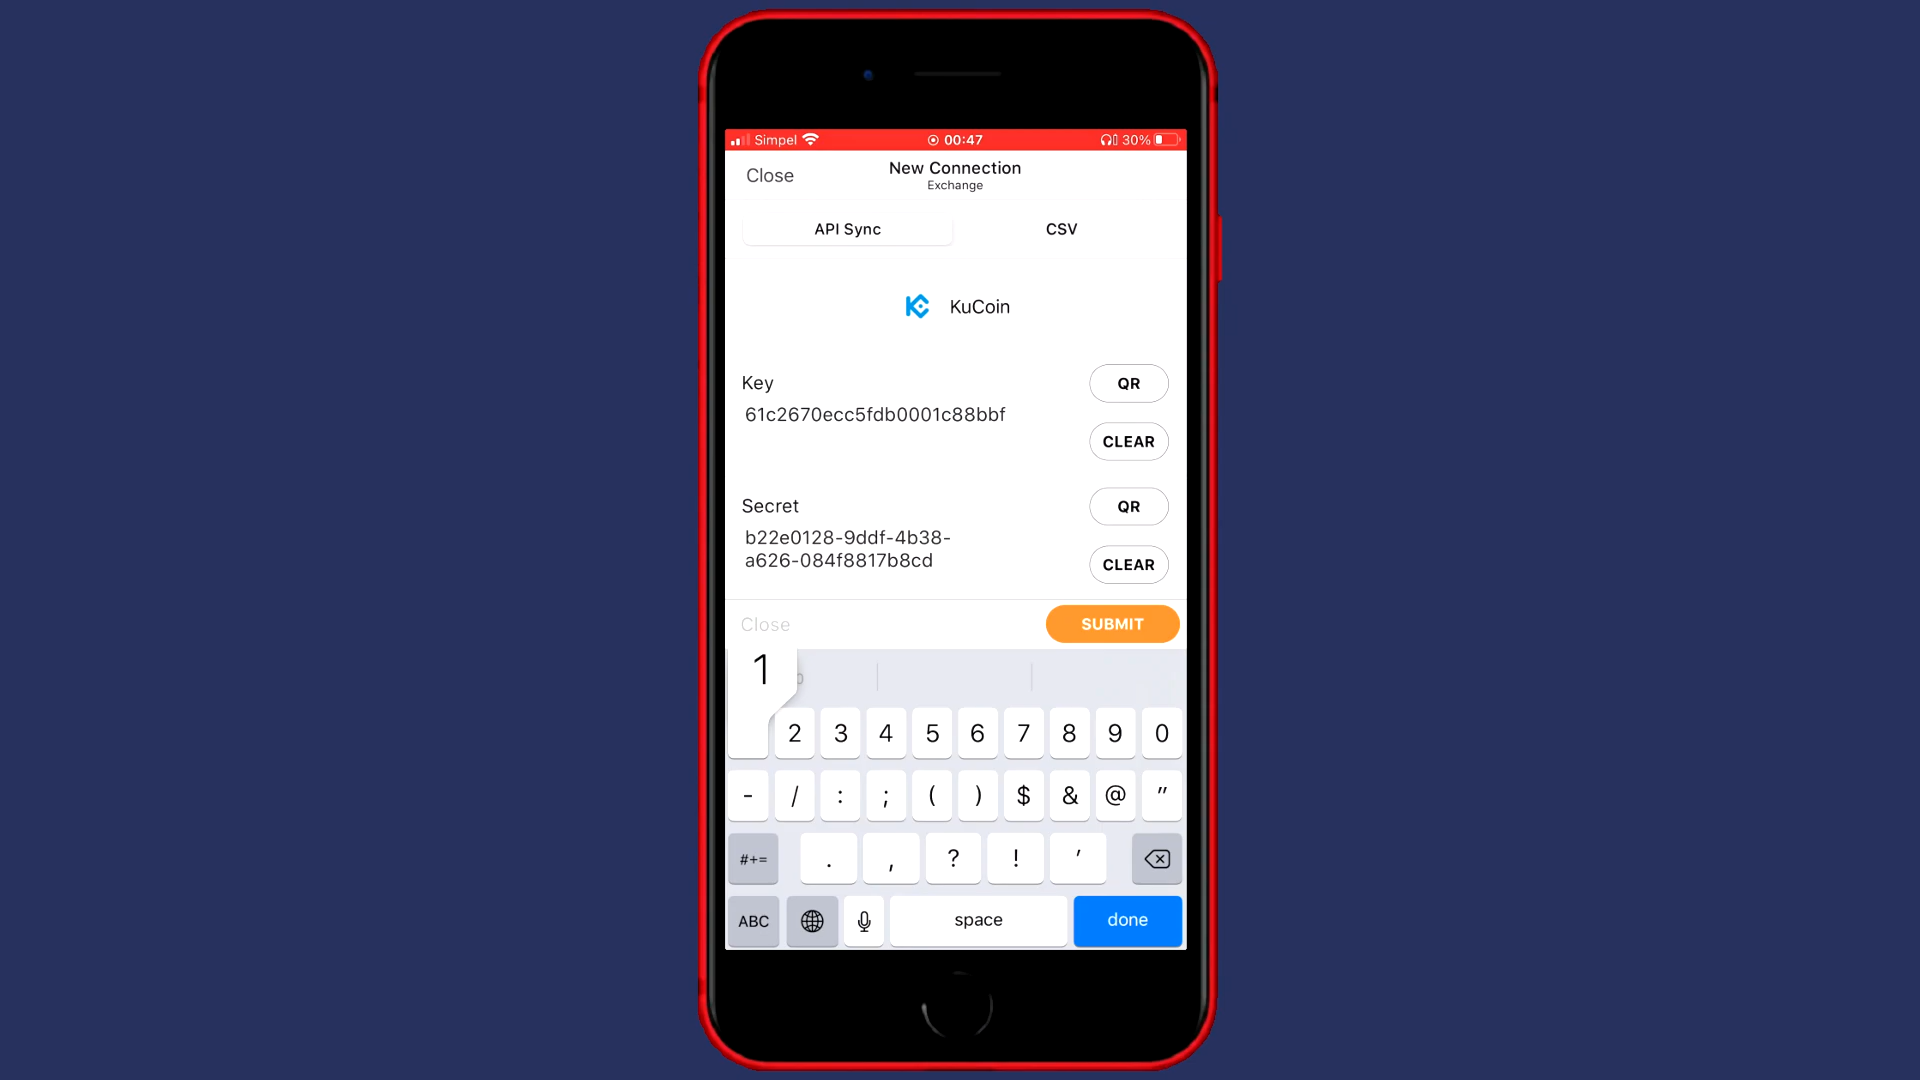 Simpel 00:47 30%
Close New Connection
Exchange
API Sync CSV
KuCoin
Key QR
61c2670ecc5fdb0001c88bbf
CLEAR
Secret QR
b22e0128-9ddf-4b38-
a626-084f8817b8cd
CLEAR
Close SUBMIT
1
2 3 4 5 6 7 8 9 0
- / : ; ( ) $ & @ "
#+= . , ? ! '
ABC space done